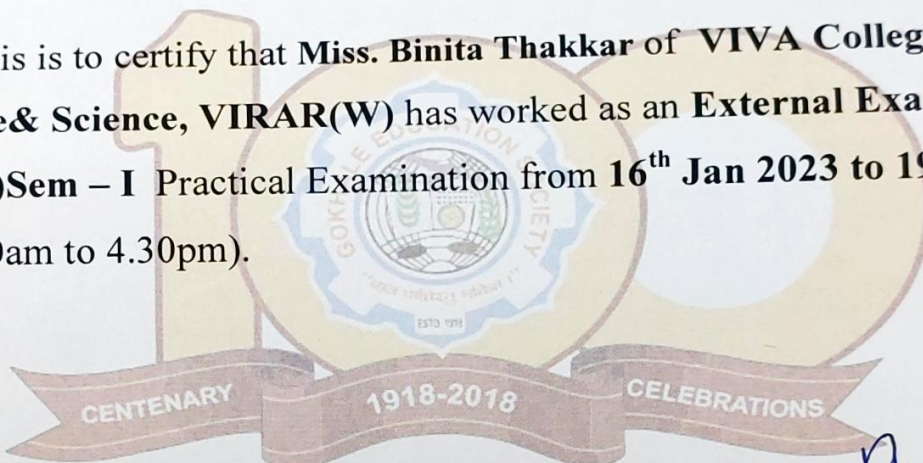 is is to certify that Miss. Binita Thakkar of VIVA Colleg
e& Science, VIRAR(W) has worked as an External Exa
)Sem – I Practical Examination from 16th Jan 2023 to 19
am to 4.30pm).
GOKHLE EDUCATION SOCIETY
ESTD 1918
CENTENARY
1918-2018
CELEBRATIONS